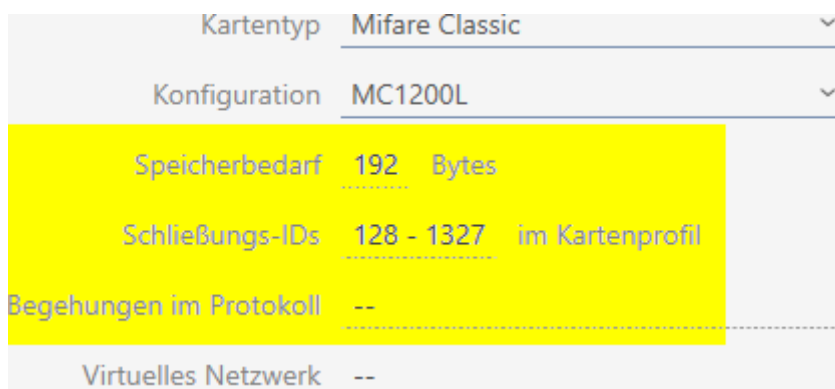 Kartentyp Mifare Classic
Konfiguration MC1200L
Speicherbedarf 192 Bytes
Schließungs-IDs 128 - 1327 im Kartenprofil
Begehungen im Protokoll --
Virtuelles Netzwerk --